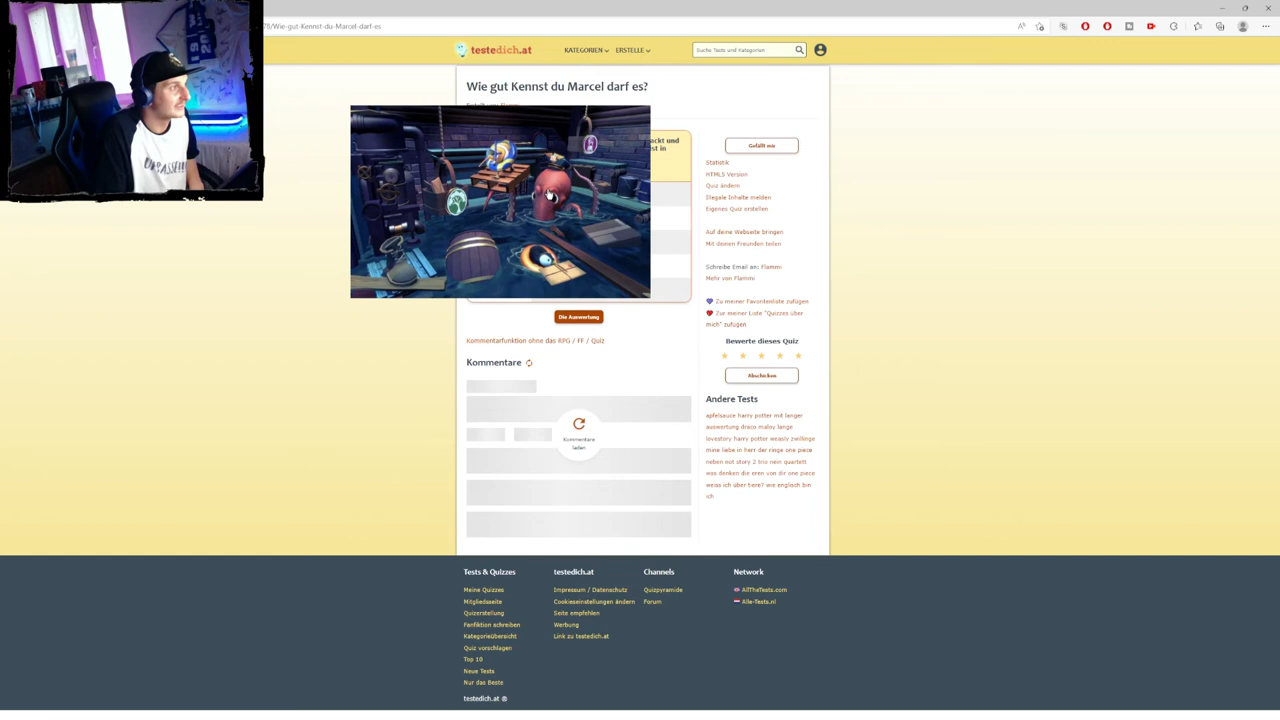 78/Wie-gut-Kennst-du-Marcel-darf-es
testedich.at
KATEGORIEN
ERSTELLE
Suche Tests und Kategorien
Wie gut Kennst du Marcel darf es?
Gefällt mir
Statistik
HTML5 Version
Quiz ändern
Illegale Inhalte melden
Eigenes Quiz erstellen
Auf deine Webseite bringen
Mit deinen Freunden teilen
Schreibe Email an: Flammi
Mehr von Flammi
Zu meiner Favoritenliste zufügen
Zur meiner Liste "Quizzes über
mich" zufügen
Bewerte dieses Quiz
Abschicken
Andere Tests
apfelsauce harry potter mit langer
auswertung draco maloy lange
lovestory harry potter weasly zwillinge
mine liebe in herr der ringe one piece
neben not story 2 trio nein quartett
was denken die eren von dir one piece
weiss ich über tiere? wie englisch bin
ich
ackt und
st in
Die Auswertung
Kommentarfunktion ohne das RPG / FF / Quiz
Kommentare
Kommentare
laden
Tests & Quizzes
Meine Quizzes
Mitgliedsseite
Quizerstellung
Fanfiktion schreiben
Kategorieübersicht
Quiz vorschlagen
Top 10
Neue Tests
Nur das Beste
testedich.at ®
testedich.at
Impressum / Datenschutz
Cookieseinstellungen ändern
Seite empfehlen
Werbung
Link zu testedich.at
Channels
Quizpyramide
Forum
Network
AllTheTests.com
Alle-Tests.nl